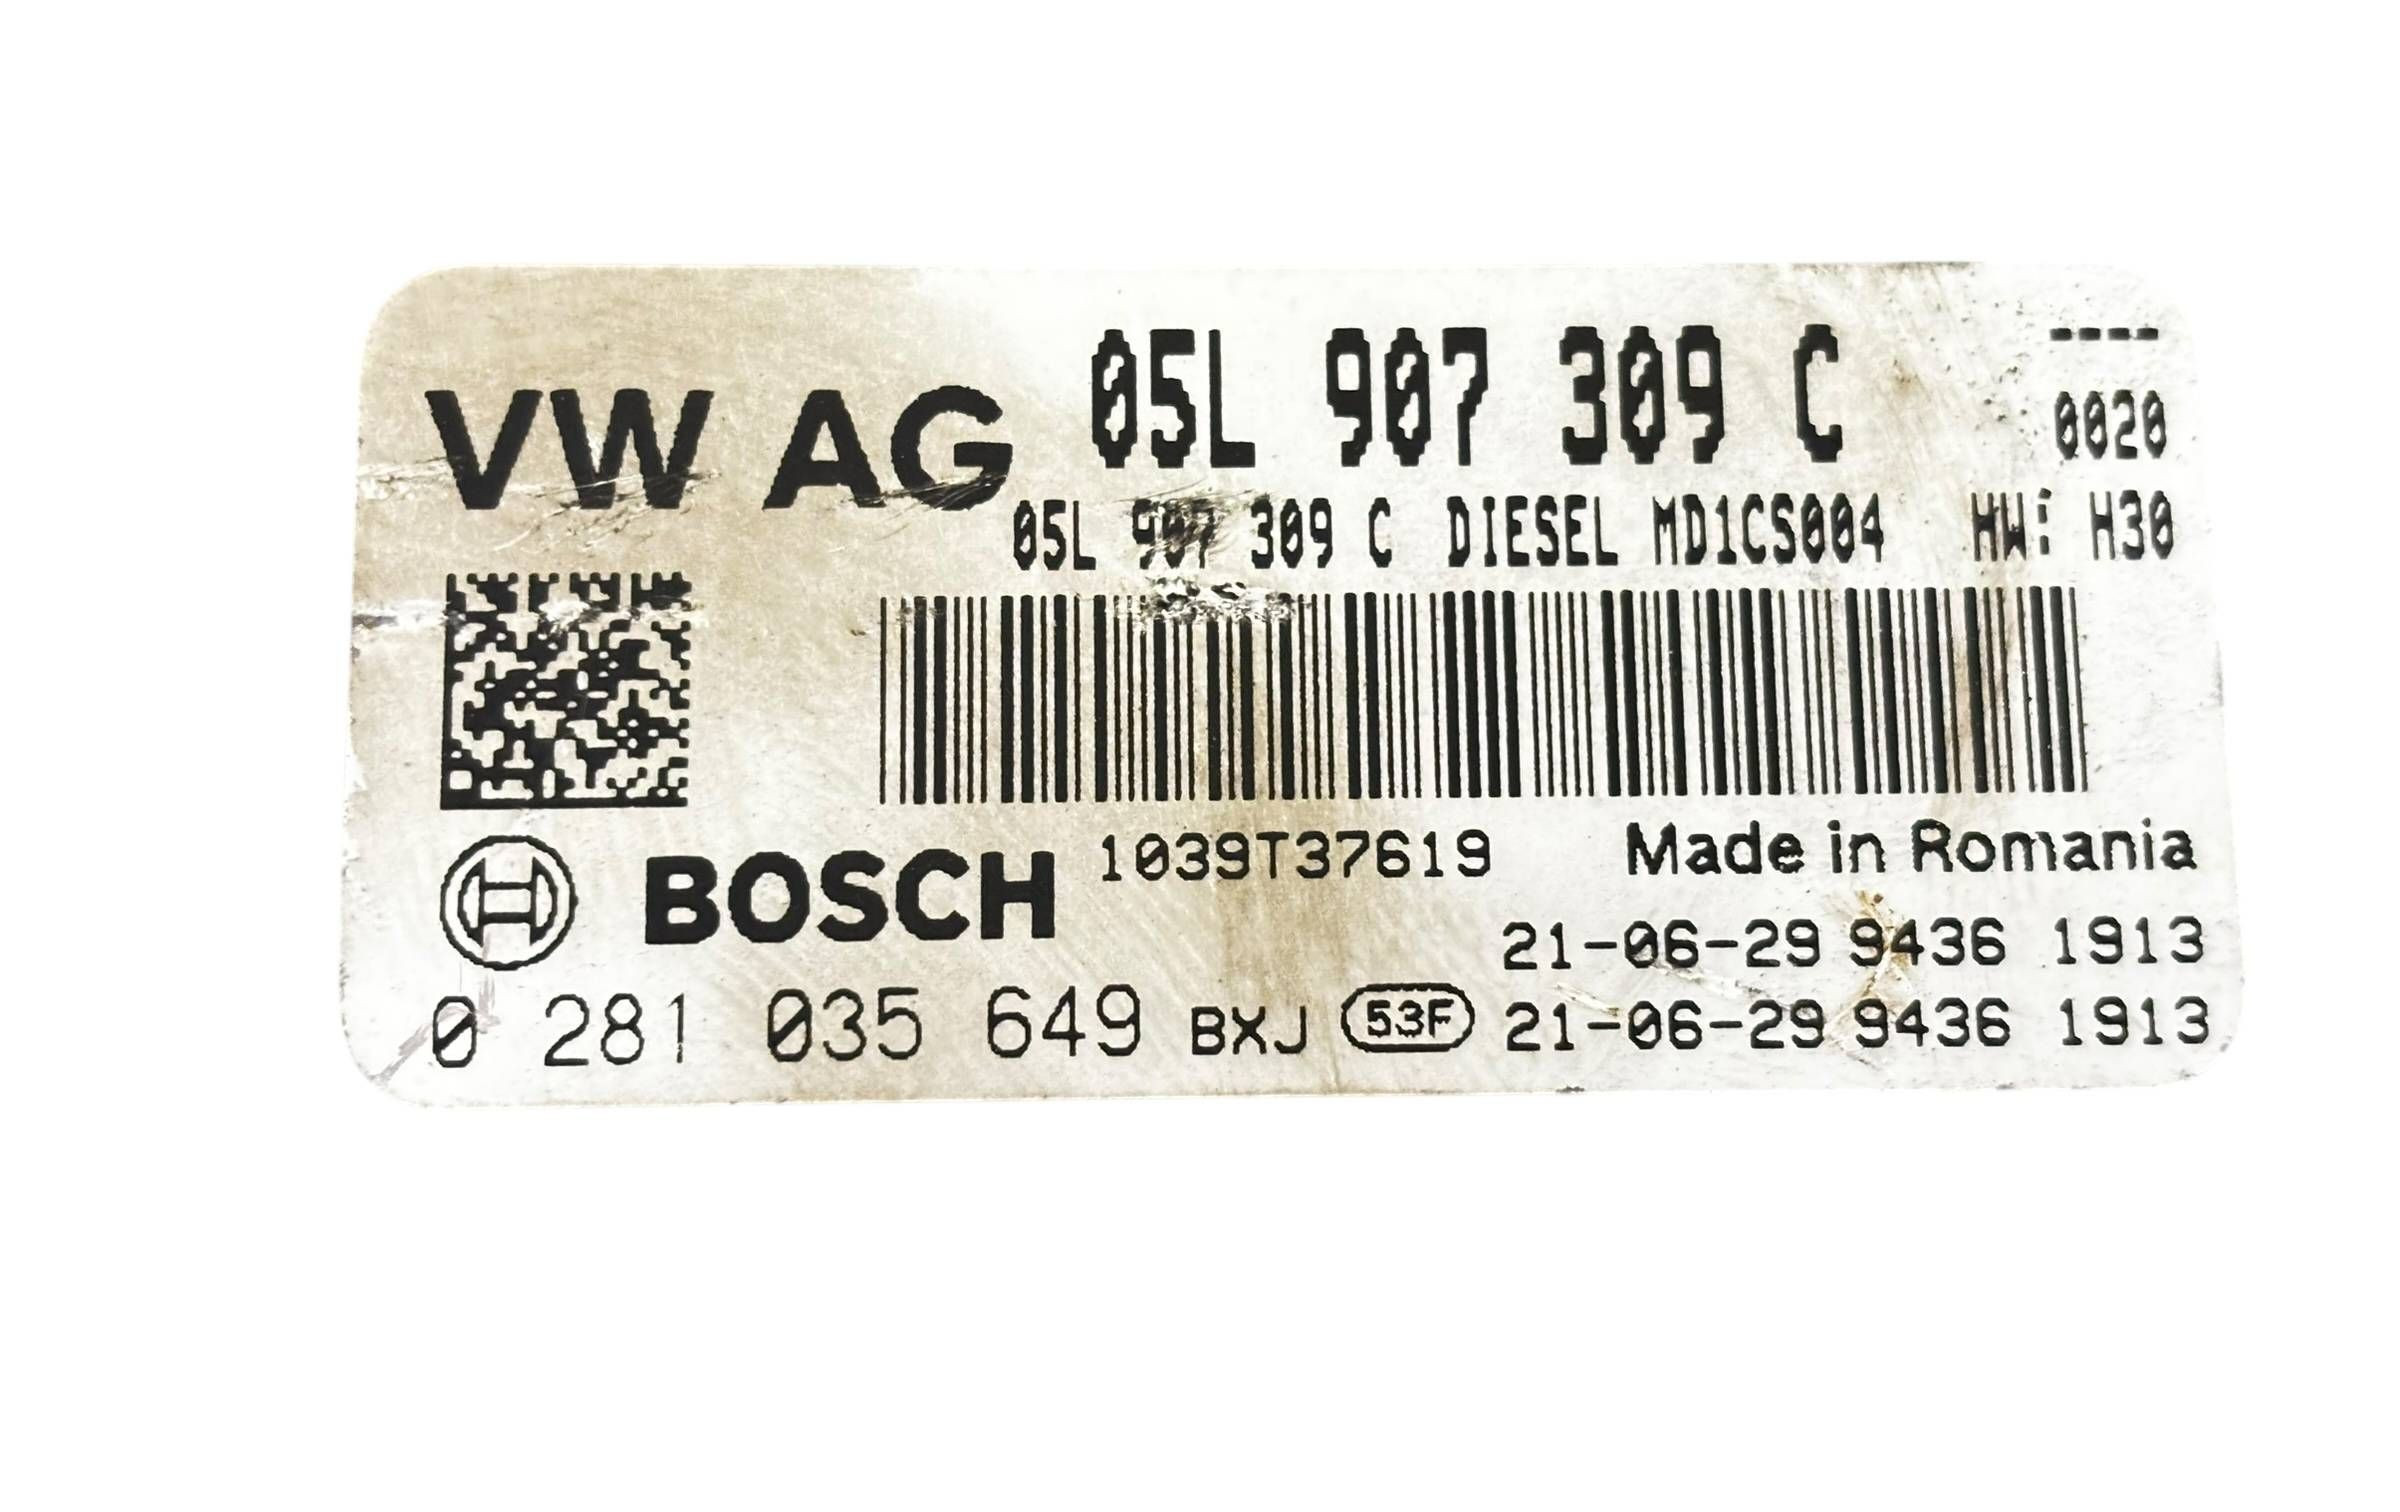 05L 907 309 C ----
VW AG 0020
05L 907 309 C DIESEL MD1CS004 HW: H30
BOSCH 1039T37619 Made in Romania
21-06-29 9436 1913
0 281 035 649 BXJ 53F 21-06-29 9436 1913